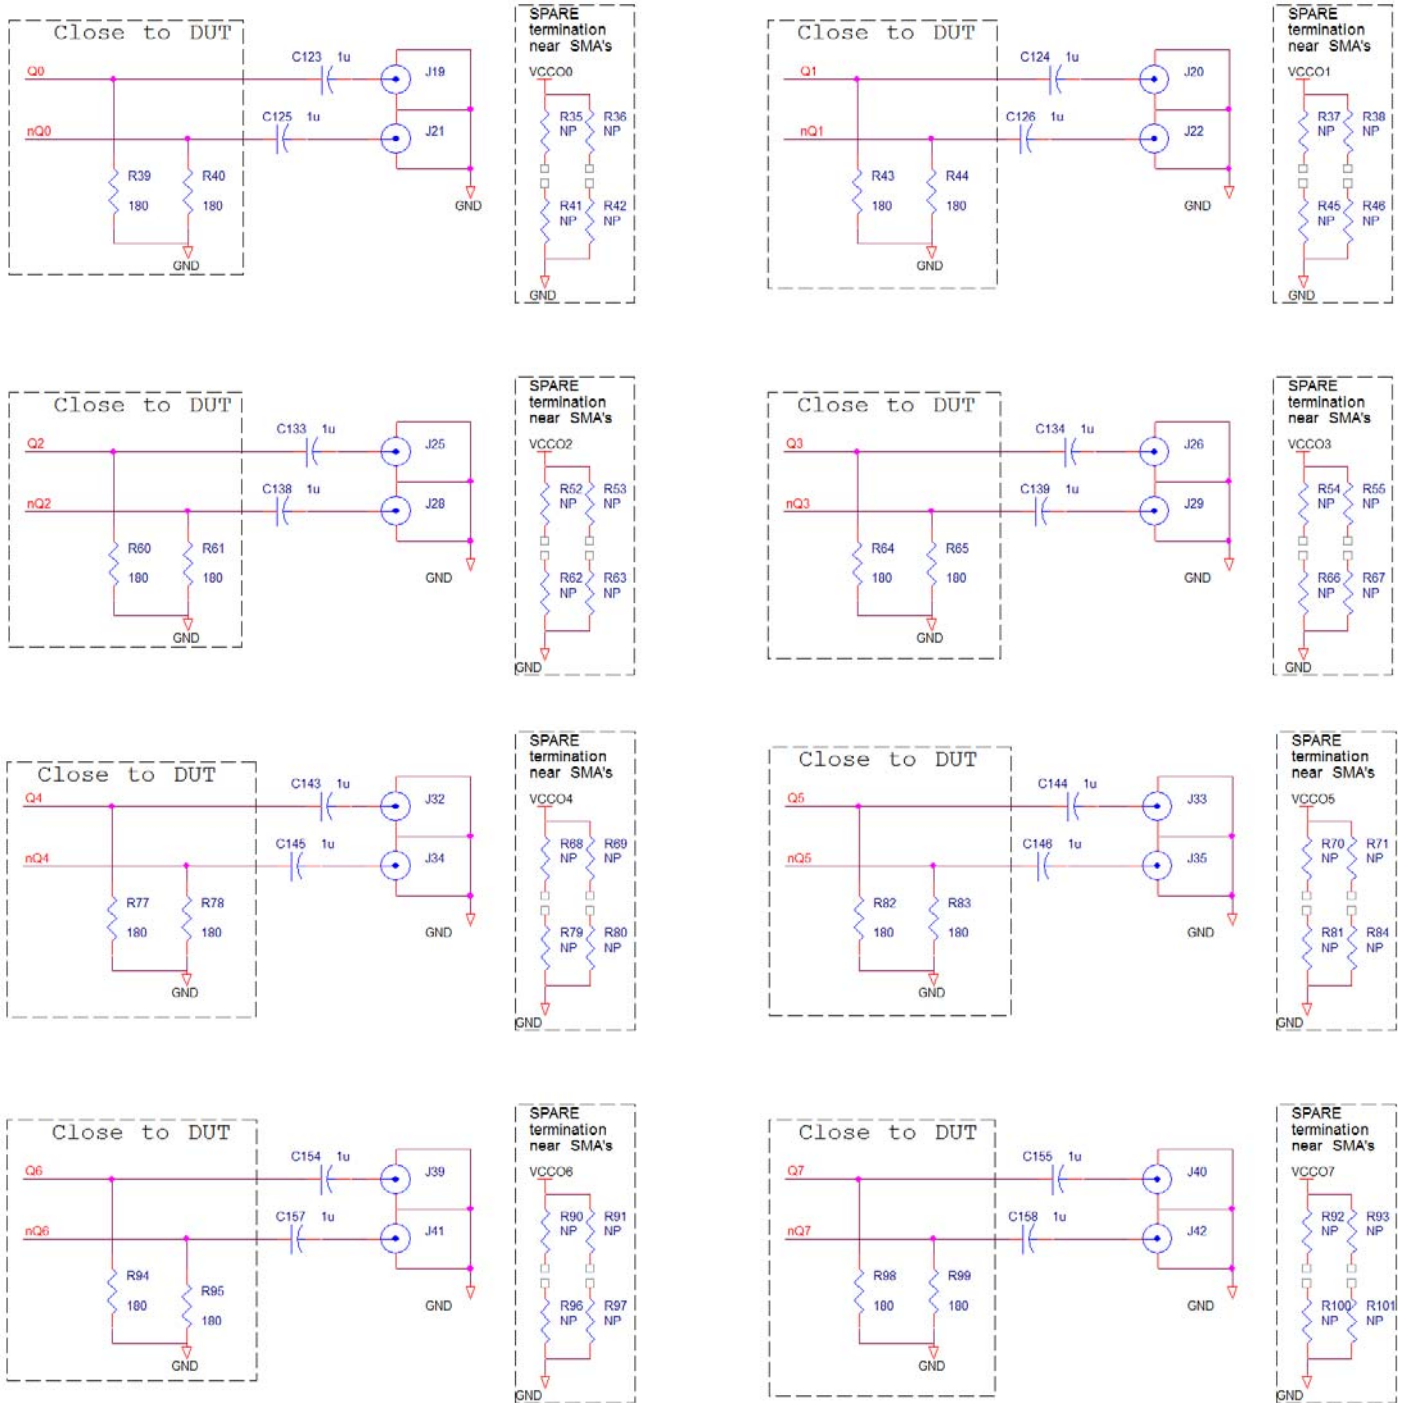 Close to DUT
Q0
C123 1u
J19
nQ0
C125 1u
J21
R39
180
R40
180
GND
GND
SPARE
termination
near SMA's
VCCO0
R35
NP
R36
NP
R41
NP
R42
NP
GND
Close to DUT
Q1
C124 1u
J20
nQ1
C126 1u
J22
R43
180
R44
180
GND
GND
SPARE
termination
near SMA's
VCCO1
R37
NP
R38
NP
R45
NP
R46
NP
GND
Close to DUT
Q2
C133 1u
J25
nQ2
C138 1u
J28
R60
180
R61
180
GND
GND
SPARE
termination
near SMA's
VCCO2
R52
NP
R53
NP
R62
NP
R63
NP
GND
Close to DUT
Q3
C134 1u
J26
nQ3
C139 1u
J29
R64
180
R65
180
GND
GND
SPARE
termination
near SMA's
VCCO3
R54
NP
R55
NP
R66
NP
R67
NP
GND
Close to DUT
Q4
C143 1u
J32
nQ4
C145 1u
J34
R77
180
R78
180
GND
GND
SPARE
termination
near SMA's
VCCO4
R68
NP
R69
NP
R79
NP
R80
NP
GND
Close to DUT
Q5
C144 1u
J33
nQ5
C146 1u
J35
R82
180
R83
180
GND
GND
SPARE
termination
near SMA's
VCCO5
R70
NP
R71
NP
R81
NP
R84
NP
GND
Close to DUT
Q6
C154 1u
J39
nQ6
C157 1u
J41
R94
180
R95
180
GND
GND
SPARE
termination
near SMA's
VCCO6
R90
NP
R91
NP
R96
NP
R97
NP
GND
Close to DUT
Q7
C155 1u
J40
nQ7
C158 1u
J42
R98
180
R99
180
GND
GND
SPARE
termination
near SMA's
VCCO7
R92
NP
R93
NP
R100
NP
R101
NP
GND